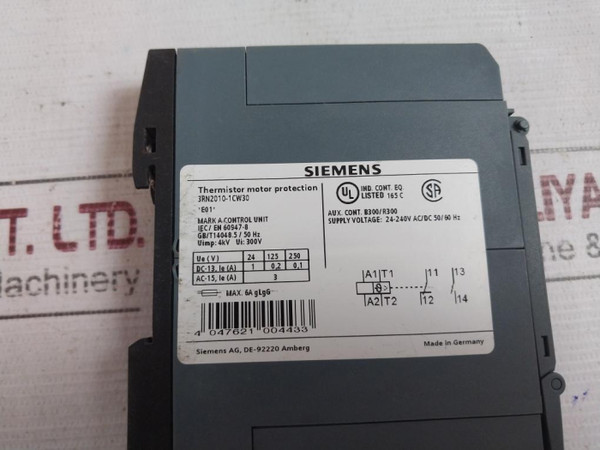 SIEMENS
Thermistor motor protection
3RN2010-1CW30
*E01*
MARK A:CONTROL UNIT
IEC/ EN 60947-8
GB/T14048.5 / 50 Hz
Uimp: 4kV Ui: 300V
UL IND. CONT. EQ.
LISTED 165 C
SA
AUX. CONT. B300/R300
SUPPLY VOLTAGE: 24-240V AC/DC 50/60 Hz
Ue (V) 24 125 250
DC-13, Ie (A) 1 0,2 0,1
AC-15, Ie (A) 3
MAX. 6A gLgG
A1 T1 11 13
A2 T2 12 14
4 047621 004433
Siemens AG, DE-92220 Amberg
Made in Germany
T. LTD.
Machinery